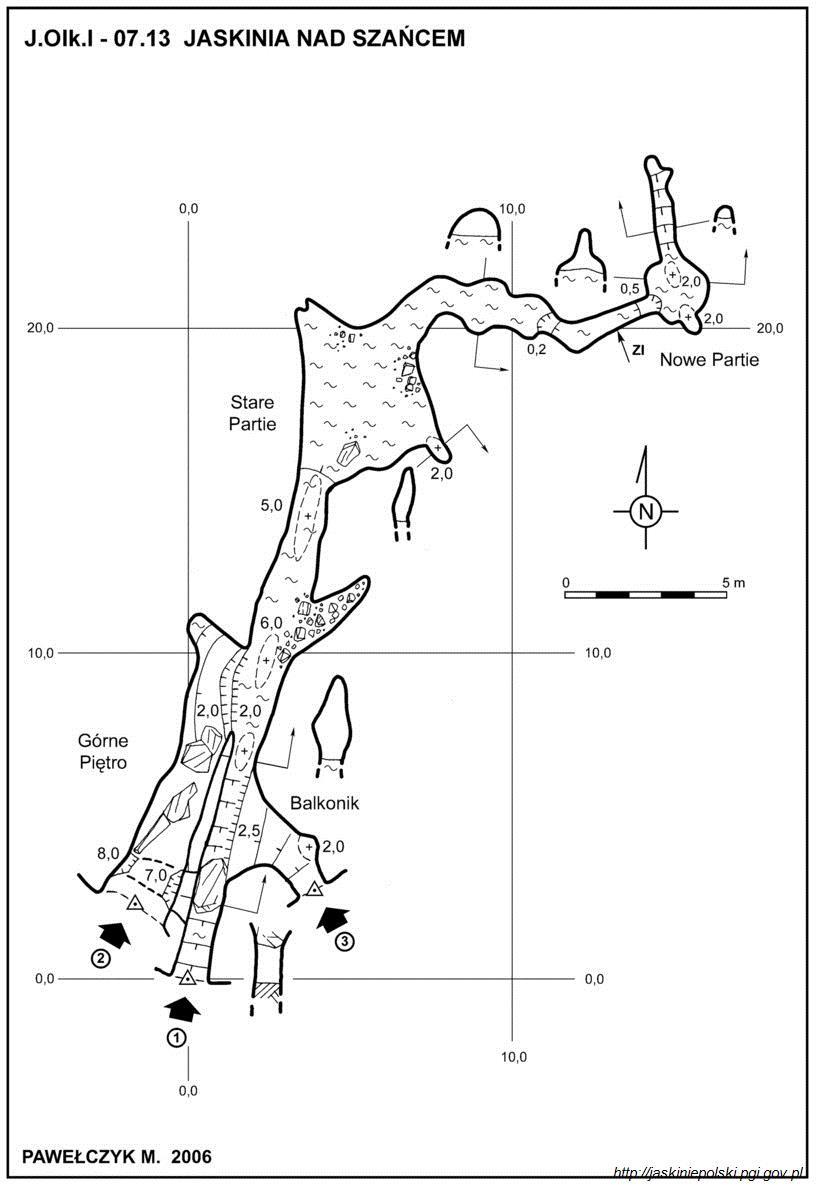 J.Olk.I - 07.13 JASKINIA NAD SZAŃCEM
0,0
10,0
0,5
2,0
2,0
20,0
20,0
0,2
ZI
Nowe Partie
Stare
Partie
2,0
5,0
N
0
5 m
6,0
10,0
10,0
2,0
2,0
Górne
Piętro
Balkonik
2,5
2,0
8,0
7,0
2
3
0,0
0,0
1
10,0
0,0
PAWEŁCZYK M. 2006
http://jaskiniepolski.pgi.gov.pl